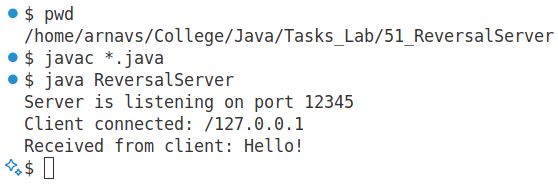 $ pwd
/home/arnavs/College/Java/Tasks_Lab/51_ReversalServer
$ javac *.java
$ java ReversalServer
Server is listening on port 12345
Client connected: /127.0.0.1
Received from client: Hello!
$